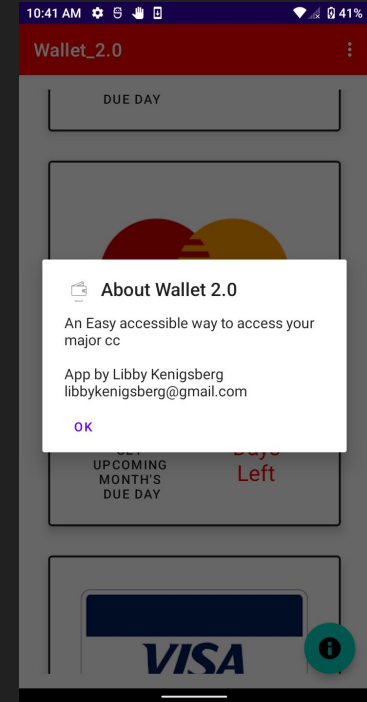 10:41 AM 41%
Wallet_2.0
DUE DAY
About Wallet 2.0
An Easy accessible way to access your
major cc
App by Libby Kenigsberg
libbykenigsberg@gmail.com
OK
UPCOMING
MONTH'S
DUE DAY
Left
VISA